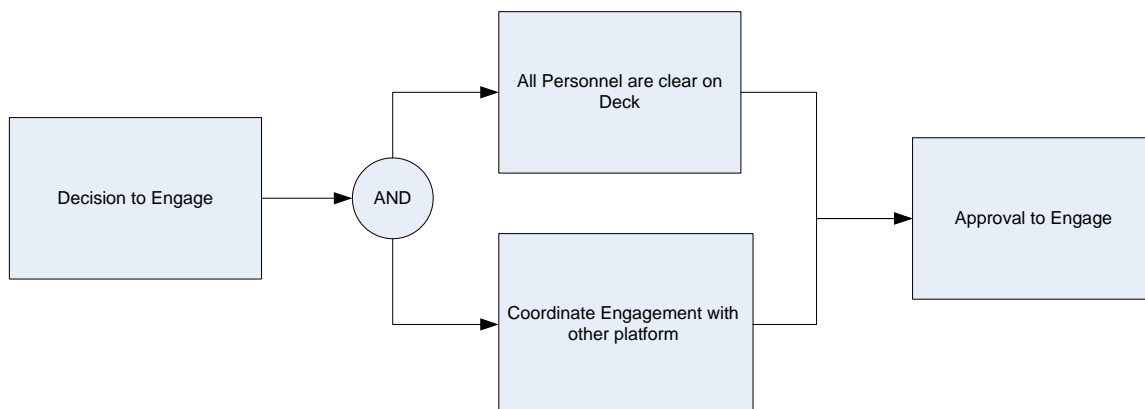 Decision to Engage
AND
All Personnel are clear on
Deck
Coordinate Engagement with
other platform
Approval to Engage